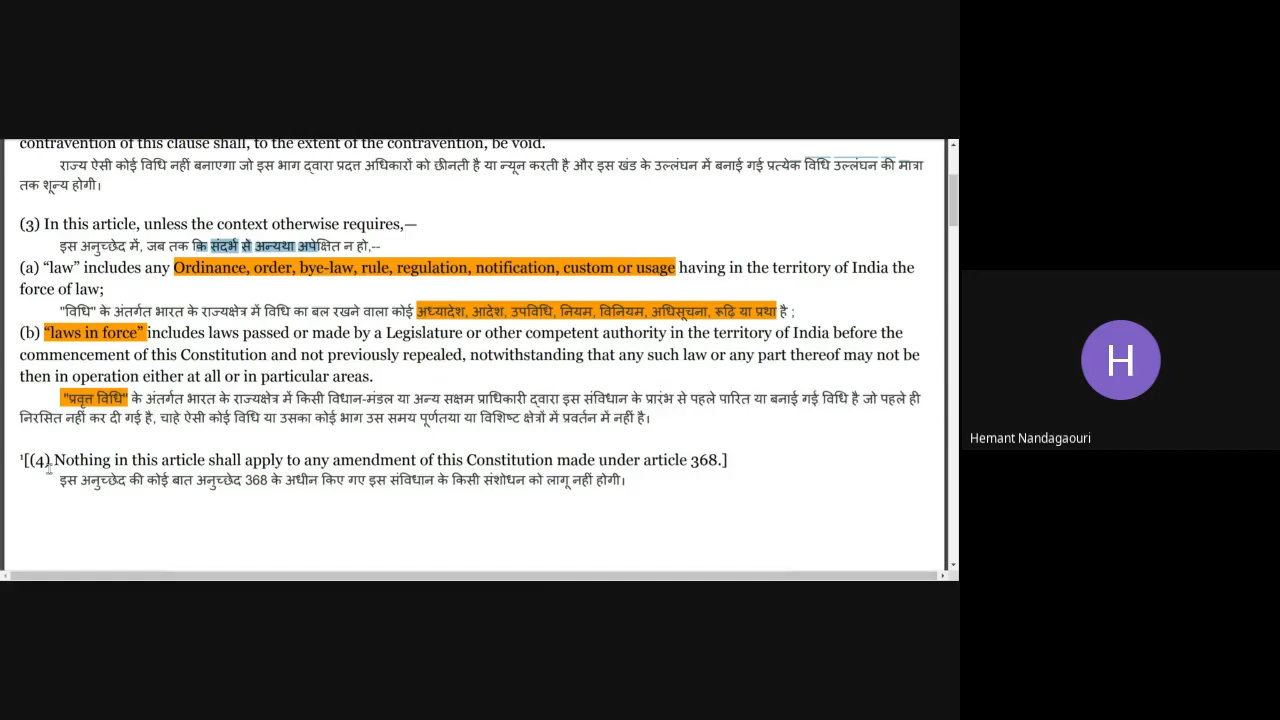 contravention of this clause shall, to the extent of the contravention, be void.
राज्य ऐसी कोई विधि नहीं बनाएगा जो इस भाग द्वारा प्रदत्त अधिकारों को छीनती है या न्यून करती है और इस खंड के उल्लंघन में बनाई गई प्रत्येक विधि उल्लंघन की मात्रा
तक शून्य होगी।
(3) In this article, unless the context otherwise requires,—
इस अनुच्छेद में, जब तक कि संदर्भ से अन्यथा अपेक्षित न हो,--
(a) “law” includes any Ordinance, order, bye-law, rule, regulation, notification, custom or usage having in the territory of India the
force of law;
"विधि" के अंतर्गत भारत के राज्यक्षेत्र में विधि का बल रखने वाला कोई अध्यादेश, आदेश, उपविधि, नियम, विनियम, अधिसूचना, रूढ़ि या प्रथा है ;
(b) “laws in force” includes laws passed or made by a Legislature or other competent authority in the territory of India before the
commencement of this Constitution and not previously repealed, notwithstanding that any such law or any part thereof may not be
then in operation either at all or in particular areas.
"प्रवृत्त विधि" के अंतर्गत भारत के राज्यक्षेत्र में किसी विधान-मंडल या अन्य सक्षम प्राधिकारी द्वारा इस संविधान के प्रारंभ से पहले पारित या बनाई गई विधि है जो पहले ही
निरसित नहीं कर दी गई है, चाहे ऐसी कोई विधि या उसका कोई भाग उस समय पूर्णतया या विशिष्ट क्षेत्रों में प्रवर्तन में नहीं है।
¹[(4) Nothing in this article shall apply to any amendment of this Constitution made under article 368.]
इस अनुच्छेद की कोई बात अनुच्छेद 368 के अधीन किए गए इस संविधान के किसी संशोधन को लागू नहीं होगी।
H
Hemant Nandagaouri